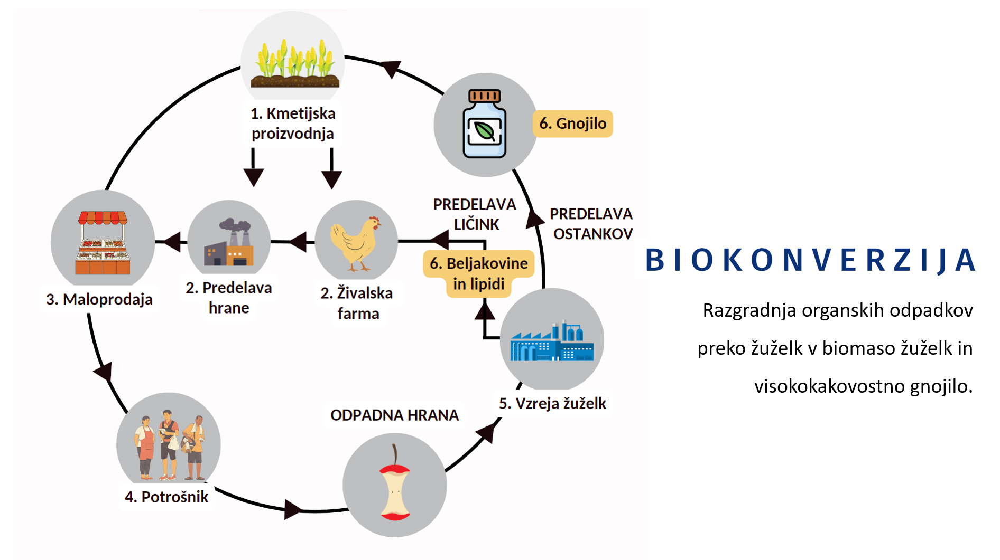 1. Kmetijska
proizvodnja
6. Gnojilo
PREDELAVA
LIČINK
PREDELAVA
OSTANKOV
6. Beljakovine
in lipidi
2. Živalska
farma
2. Predelava
hrane
3. Maloprodaja
4. Potrošnik
ODPADNA HRANA
5. Vzreja žuželk
BIOKONVERZIJA
Razgradnja organskih odpadkov
preko žuželk v biomaso žuželk in
visokokakovostno gnojilo.